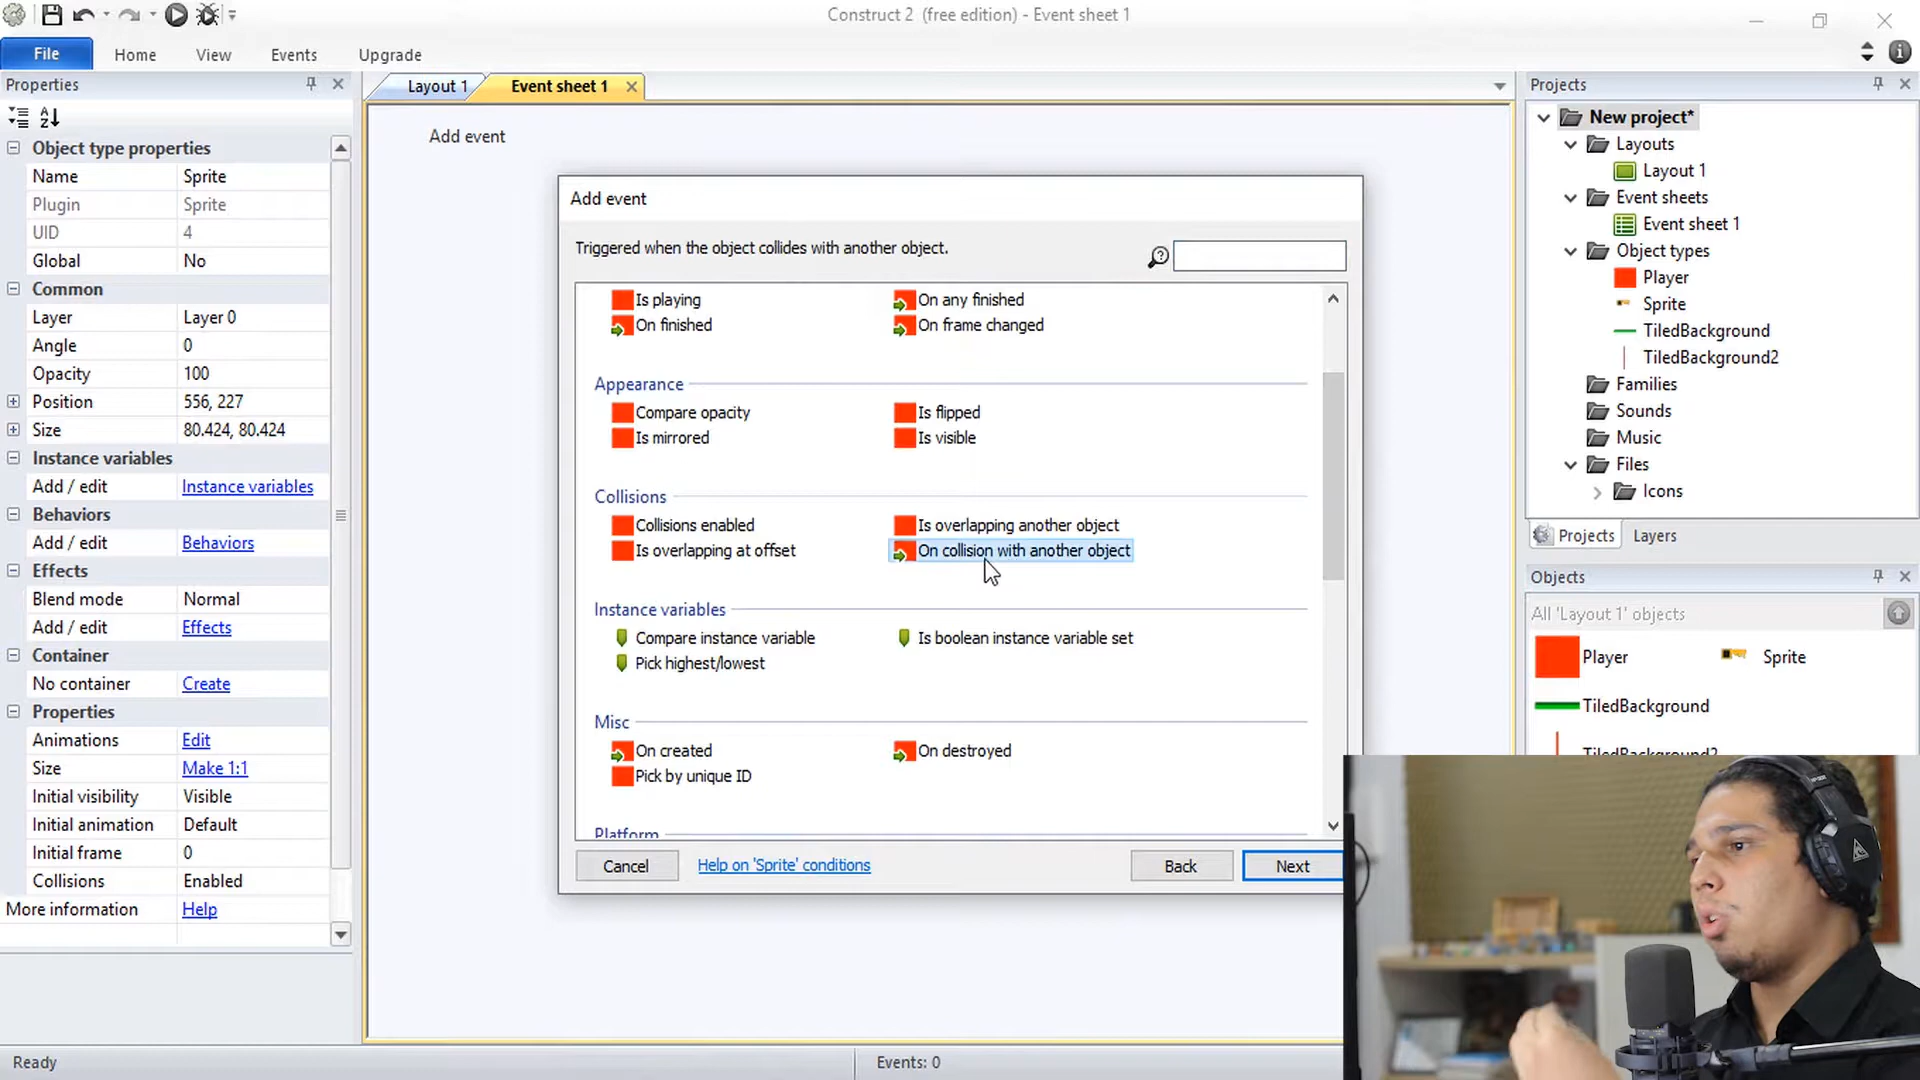 Construct 2 (free edition) - Event sheet 1
File
Home
View
Events
Upgrade
Properties
Object type properties
Name Sprite
Plugin Sprite
UID 4
Global No
Common
Layer Layer 0
Angle 0
Opacity 100
Position 556, 227
Size 80.424, 80.424
Instance variables
Add / edit Instance variables
Behaviors
Add / edit Behaviors
Effects
Blend mode Normal
Add / edit Effects
Container
No container Create
Properties
Animations Edit
Size Make 1:1
Initial visibility Visible
Initial animation Default
Initial frame 0
Collisions Enabled
More information Help
Layout 1
Event sheet 1
Add event
Add event
Triggered when the object collides with another object.
Is playing
On any finished
On finished
On frame changed
Appearance
Compare opacity
Is flipped
Is mirrored
Is visible
Collisions
Collisions enabled
Is overlapping another object
Is overlapping at offset
On collision with another object
Instance variables
Compare instance variable
Is boolean instance variable set
Pick highest/lowest
Misc
On created
On destroyed
Pick by unique ID
Platform
Cancel
Help on 'Sprite' conditions
Back
Next
Projects
New project*
Layouts
Layout 1
Event sheets
Event sheet 1
Object types
Player
Sprite
TiledBackground
TiledBackground2
Families
Sounds
Music
Files
Icons
Projects
Layers
Objects
All 'Layout 1' objects
Player
Sprite
TiledBackground
TiledBackground2
Ready
Events: 0